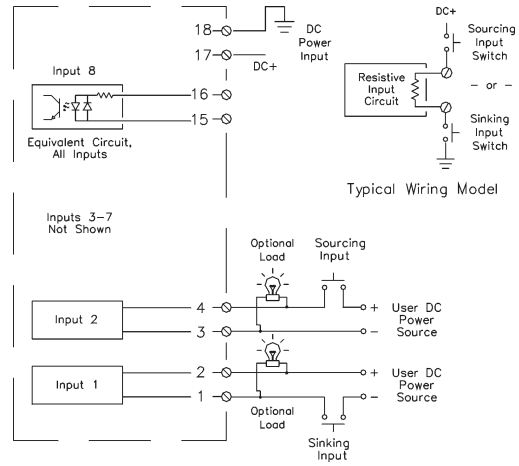 18
DC
Power
Input
17
DC+
Input 8
16
15
Equivalent Circuit,
All Inputs
DC+
Sourcing
Input
Switch
Resistive
Input
Circuit
- or -
Sinking
Input
Switch
Typical Wiring Model
Inputs 3-7
Not Shown
Optional
Load
Sourcing
Input
Input 2
4
3
+
-
User DC
Power
Source
Input 1
2
1
+
-
User DC
Power
Source
Optional
Load
Sinking
Input